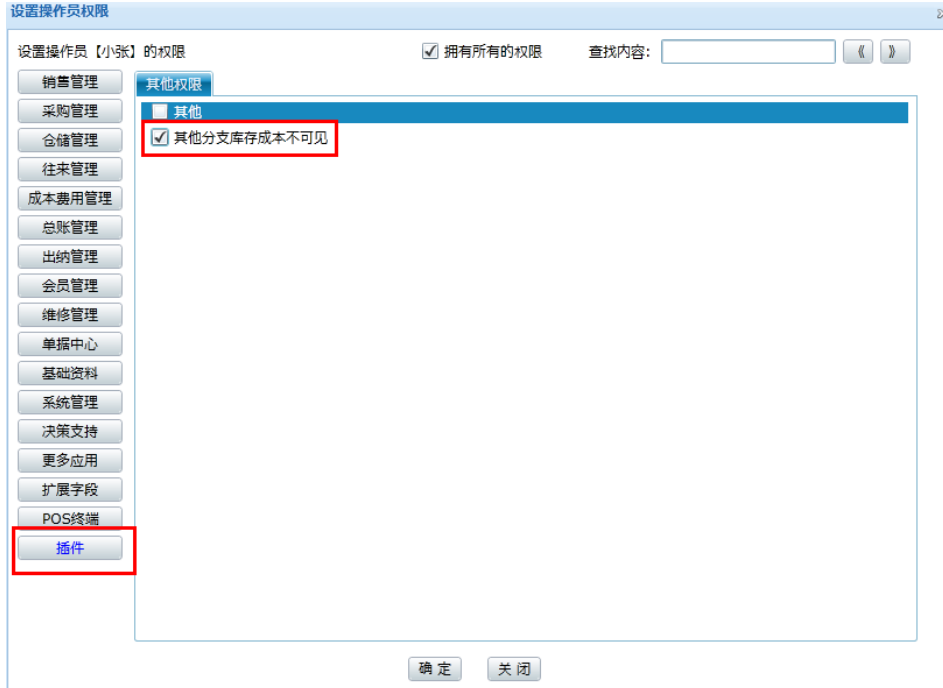 设置操作员权限
设置操作员【小张】的权限
拥有所有的权限
查找内容：
《
》
销售管理
采购管理
仓储管理
往来管理
成本费用管理
总账管理
出纳管理
会员管理
维修管理
单据中心
基础资料
系统管理
决策支持
更多应用
扩展字段
POS终端
插件
其他权限
其他
其他分支库存成本不可见
确 定
关 闭